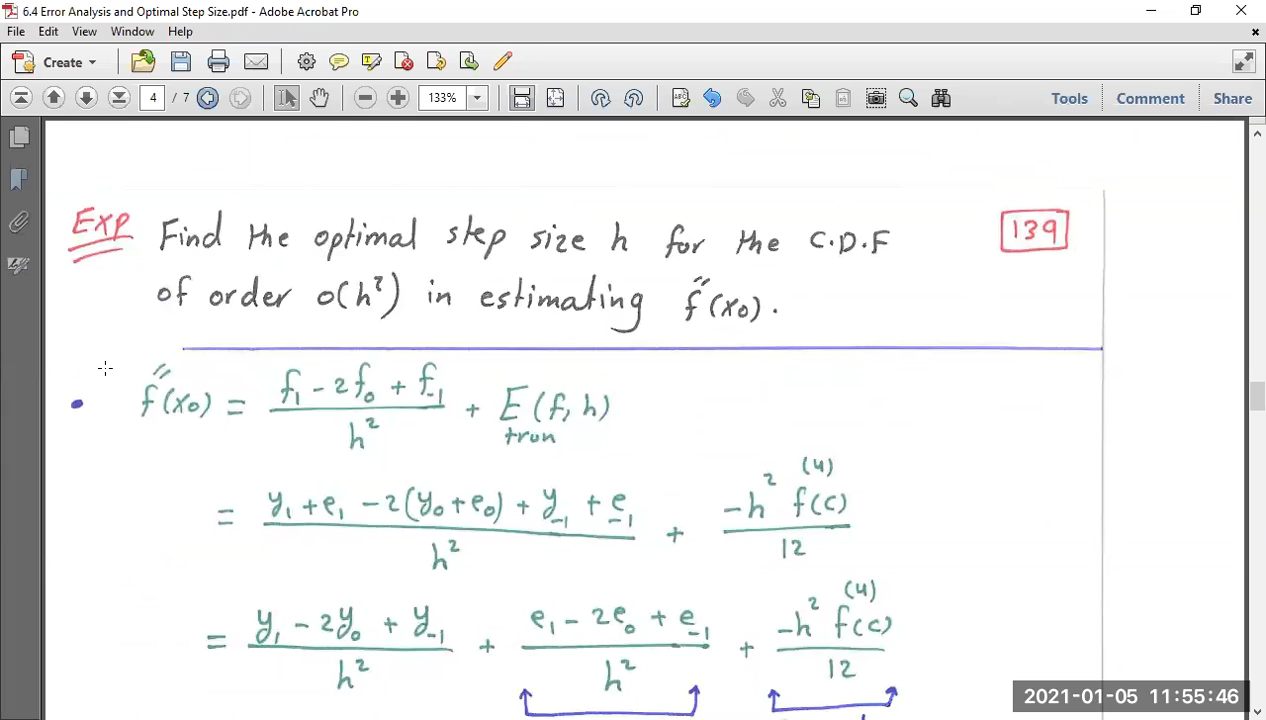 6.4 Error Analysis and Optimal Step Size.pdf - Adobe Acrobat Pro
File Edit View Window Help
Create
4 / 7 133% Tools Comment Share
Exp Find the optimal step size h for the C.D.F 139
of order O(h²) in estimating f″(x0).
• f″(x0) = (f₁ - 2f₀ + f₋₁)/h² + E_trun (f, h)
= (y₁ + e₁ - 2(y₀ + e₀) + y₋₁ + e₋₁)/h² + (-h² f⁽⁴⁾(c))/12
= (y₁ - 2y₀ + y₋₁)/h² + (e₁ - 2e₀ + e₋₁)/h² + (-h² f⁽⁴⁾(c))/12
2021-01-05 11:55:46